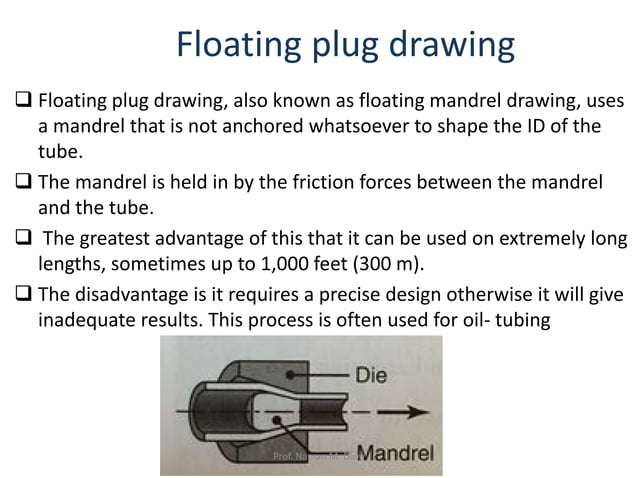 Floating plug drawing
❑ Floating plug drawing, also known as floating mandrel drawing, uses
a mandrel that is not anchored whatsoever to shape the ID of the
tube.
❑ The mandrel is held in by the friction forces between the mandrel
and the tube.
❑ The greatest advantage of this that it can be used on extremely long
lengths, sometimes up to 1,000 feet (300 m).
❑ The disadvantage is it requires a precise design otherwise it will give
inadequate results. This process is often used for oil- tubing
Die
Mandrel
Prof.